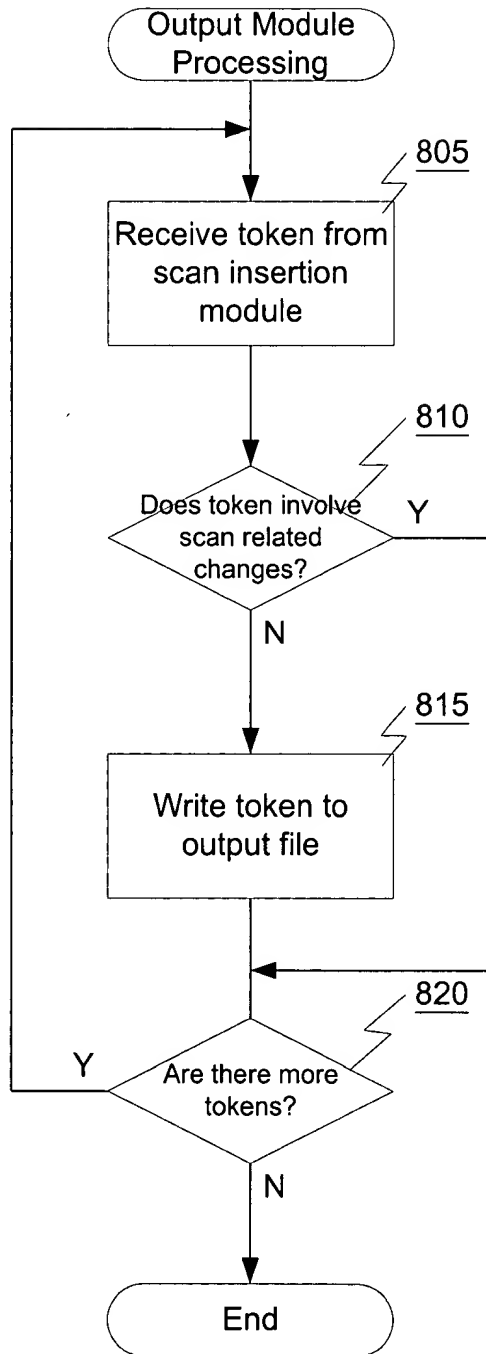 Output Module
Processing
805
Receive token from
scan insertion
module
810
Does token involve
scan related
changes?
Y
N
815
Write token to
output file
820
Y
Are there more
tokens?
N
End